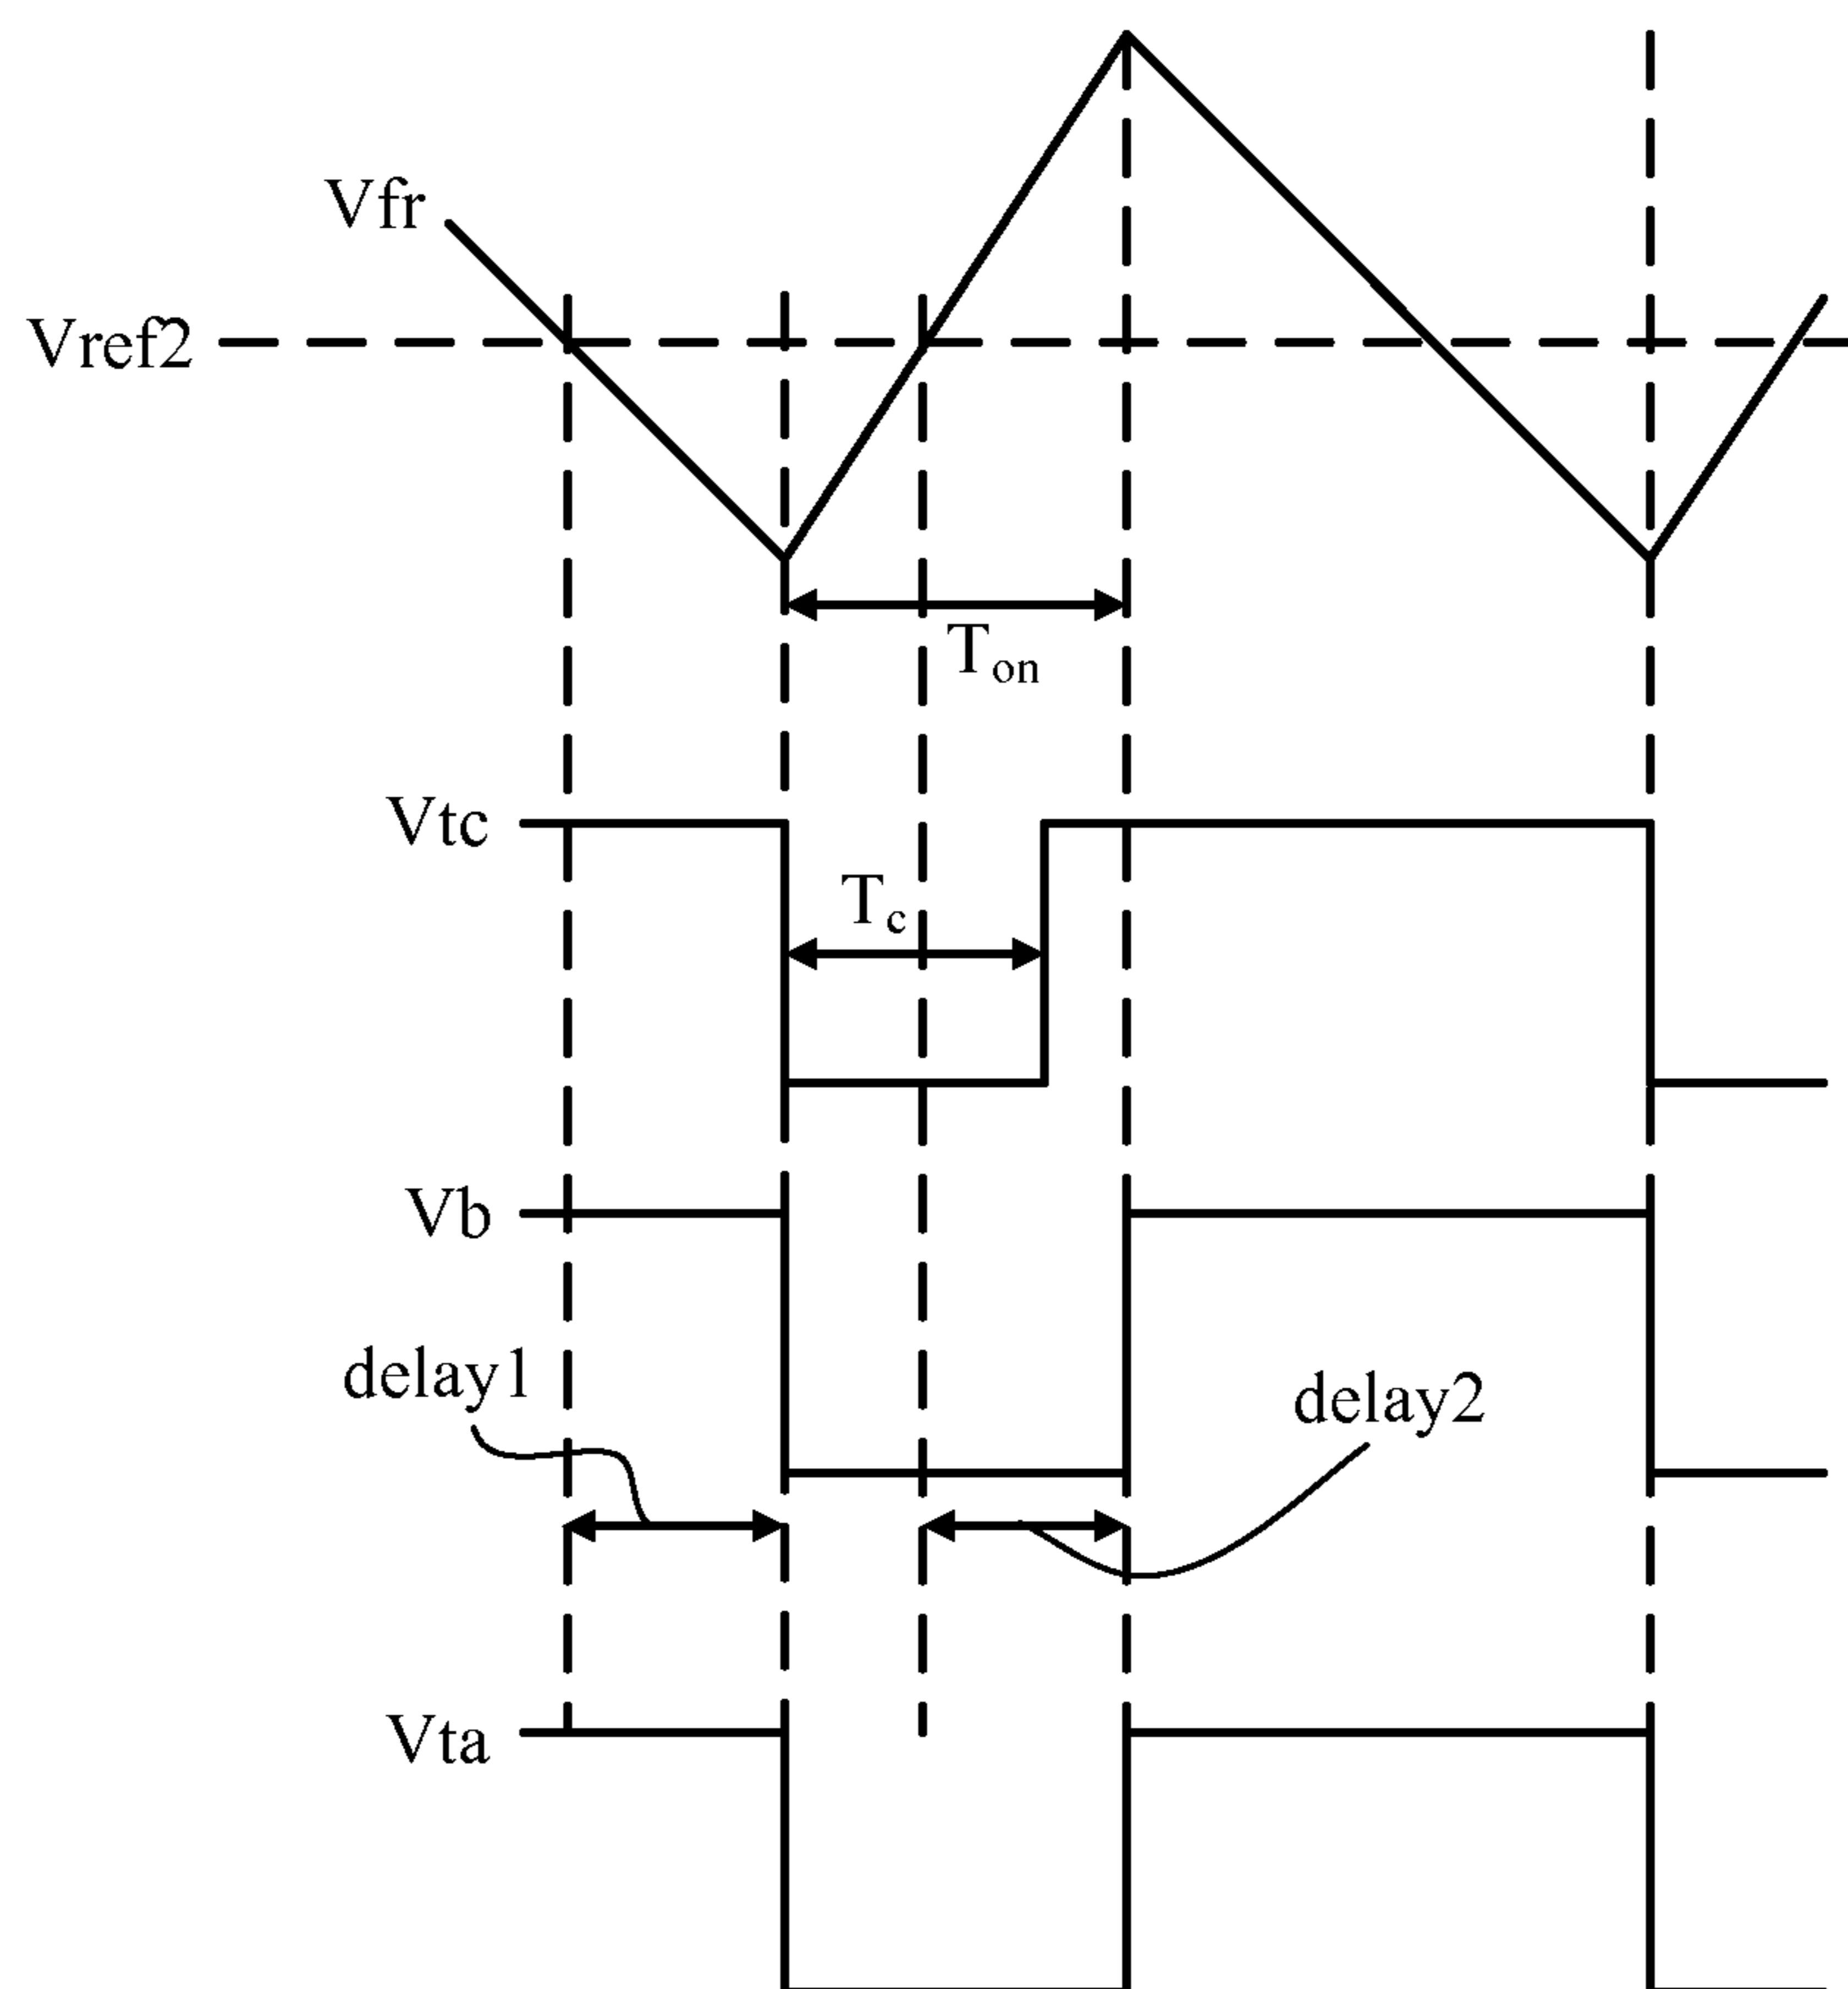 Vfr
Vref2
Ton
Vtc
Tc
Vb
delay1
delay2
Vta